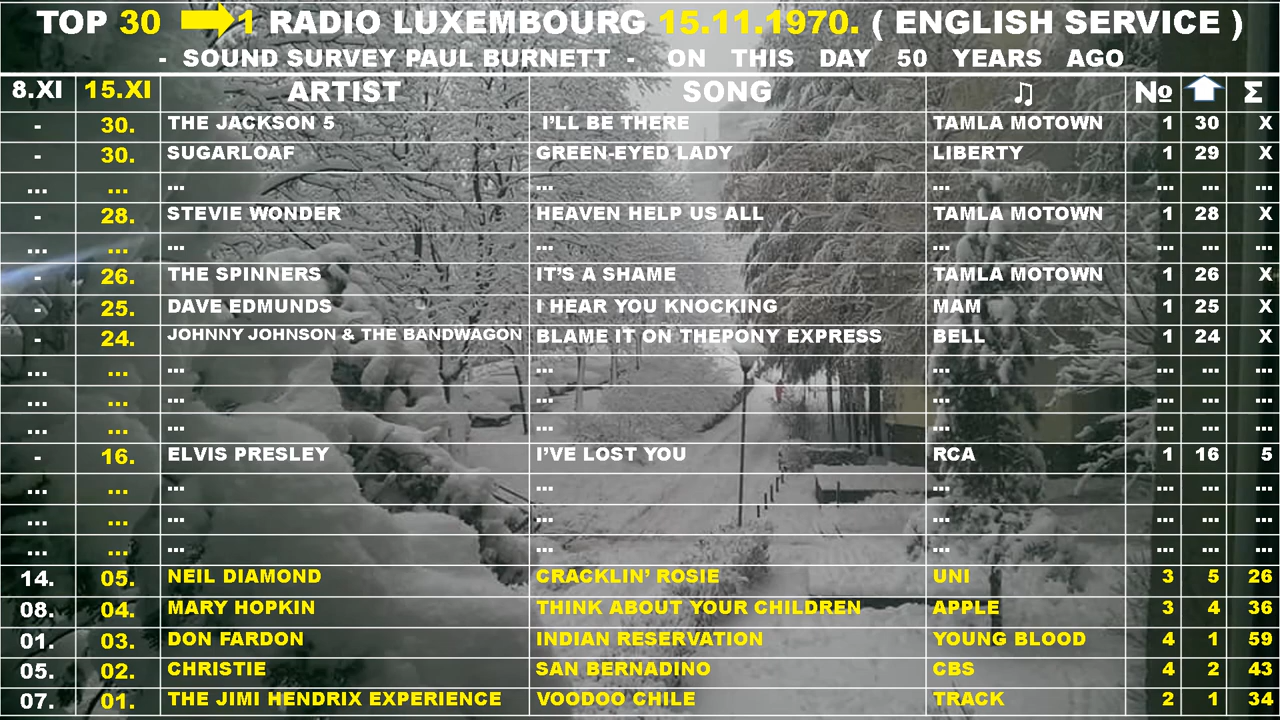 TOP 30 1 RADIO LUXEMBOURG 15.11.1970. ( ENGLISH SERVICE )
- SOUND SURVEY PAUL BURNETT - ON THIS DAY 50 YEARS AGO
8.XI 15.XI ARTIST SONG ♫ № Σ
- 30. THE JACKSON 5 I'LL BE THERE TAMLA MOTOWN 1 30 X
- 30. SUGARLOAF GREEN-EYED LADY LIBERTY 1 29 X
... ... ... ... ... ... ... ...
- 28. STEVIE WONDER HEAVEN HELP US ALL TAMLA MOTOWN 1 28 X
... ... ... ... ... ... ... ...
- 26. THE SPINNERS IT'S A SHAME TAMLA MOTOWN 1 26 X
- 25. DAVE EDMUNDS I HEAR YOU KNOCKING MAM 1 25 X
- 24. JOHNNY JOHNSON & THE BANDWAGON BLAME IT ON THEPONY EXPRESS BELL 1 24 X
... ... ... ... ... ... ... ...
... ... ... ... ... ... ... ...
... ... ... ... ... ... ... ...
- 16. ELVIS PRESLEY I'VE LOST YOU RCA 1 16 5
... ... ... ... ... ... ... ...
... ... ... ... ... ... ... ...
... ... ... ... ... ... ... ...
14. 05. NEIL DIAMOND CRACKLIN' ROSIE UNI 3 5 26
08. 04. MARY HOPKIN THINK ABOUT YOUR CHILDREN APPLE 3 4 36
01. 03. DON FARDON INDIAN RESERVATION YOUNG BLOOD 4 1 59
05. 02. CHRISTIE SAN BERNADINO CBS 4 2 43
07. 01. THE JIMI HENDRIX EXPERIENCE VOODOO CHILE TRACK 2 1 34